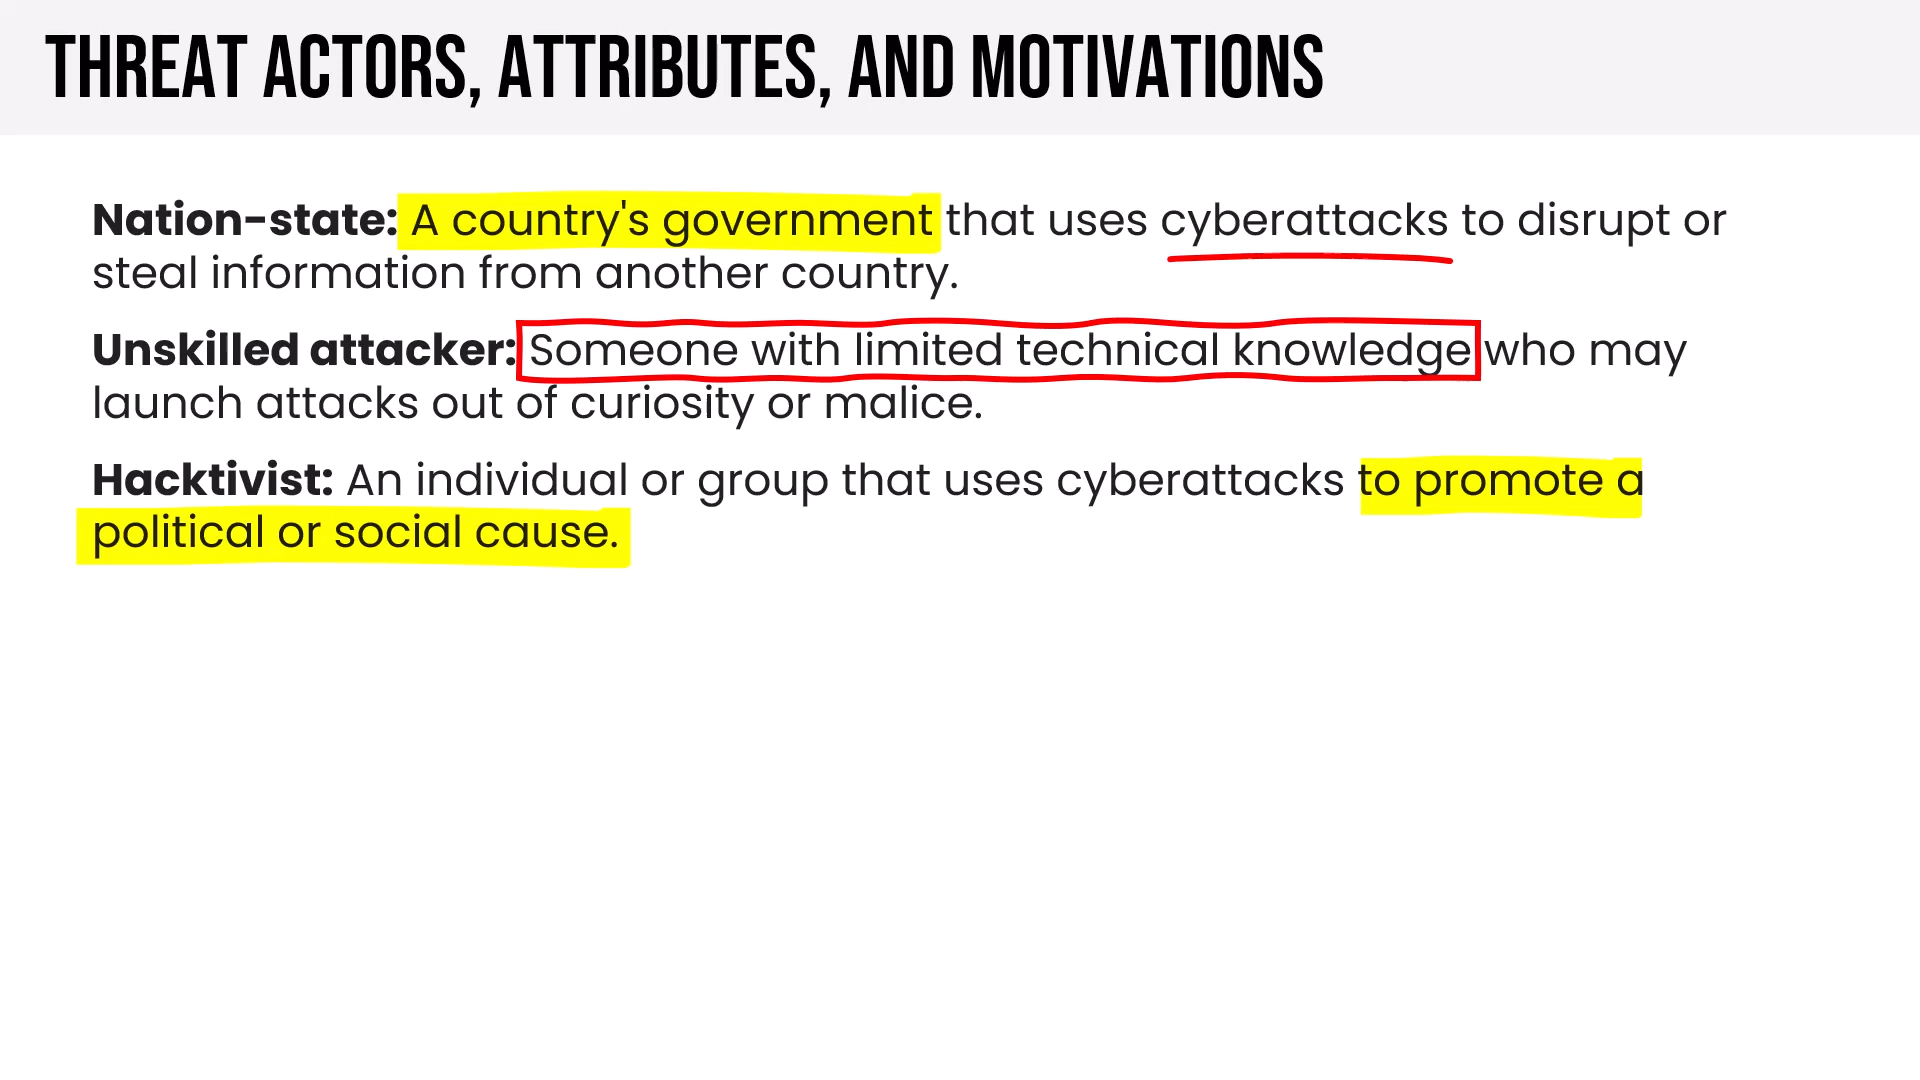 THREAT ACTORS, ATTRIBUTES, AND MOTIVATIONS
Nation-state: A country's government that uses cyberattacks to disrupt or
steal information from another country.
Unskilled attacker: Someone with limited technical knowledge who may
launch attacks out of curiosity or malice.
Hacktivist: An individual or group that uses cyberattacks to promote a
political or social cause.